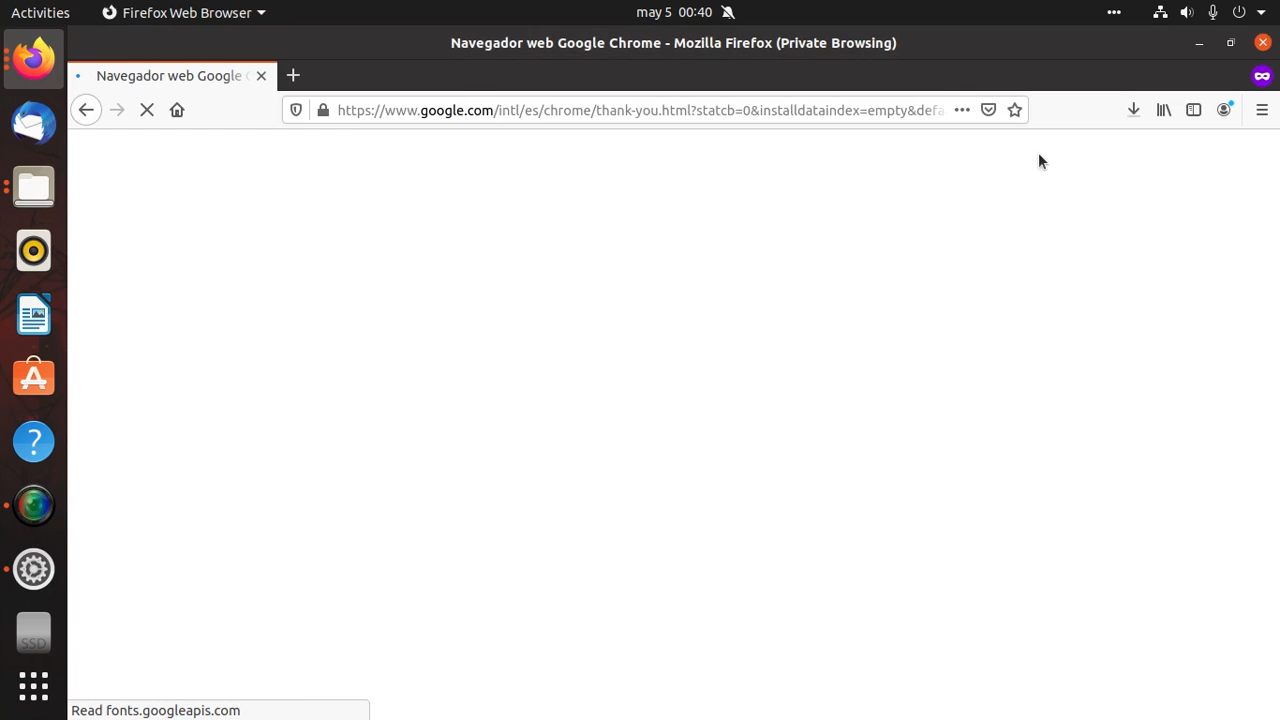 Activities
Firefox Web Browser
may 5 00:40
Navegador web Google Chrome - Mozilla Firefox (Private Browsing)
Navegador web Google
https://www.google.com/intl/es/chrome/thank-you.html?statcb=0&installdataindex=empty&defa
SSD
Read fonts.googleapis.com